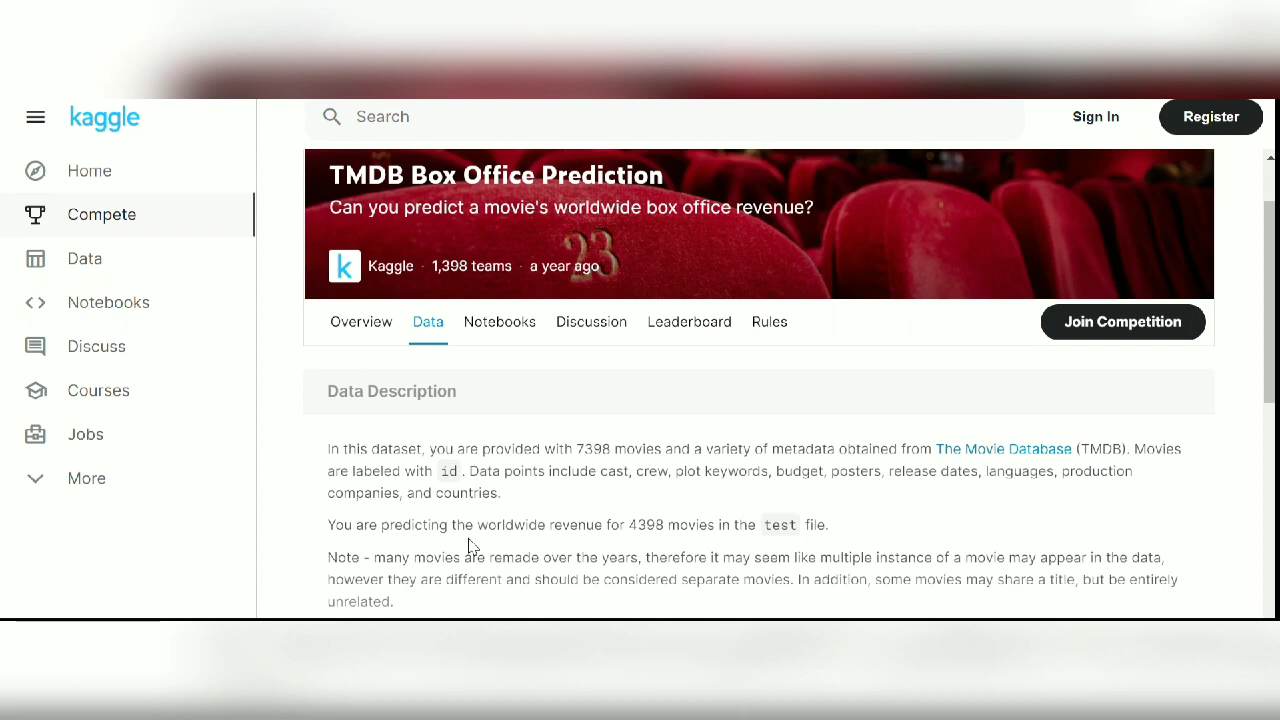 kaggle
Search
Sign In
Register
Home
Compete
Data
Notebooks
Discuss
Courses
Jobs
More
TMDB Box Office Prediction
Can you predict a movie's worldwide box office revenue?
23
k
Kaggle · 1,398 teams · a year ago
Overview Data Notebooks Discussion Leaderboard Rules
Join Competition
Data Description
In this dataset, you are provided with 7398 movies and a variety of metadata obtained from The Movie Database (TMDB). Movies
are labeled with id . Data points include cast, crew, plot keywords, budget, posters, release dates, languages, production
companies, and countries.
You are predicting the worldwide revenue for 4398 movies in the test file.
Note - many movies are remade over the years, therefore it may seem like multiple instance of a movie may appear in the data,
however they are different and should be considered separate movies. In addition, some movies may share a title, but be entirely
unrelated.